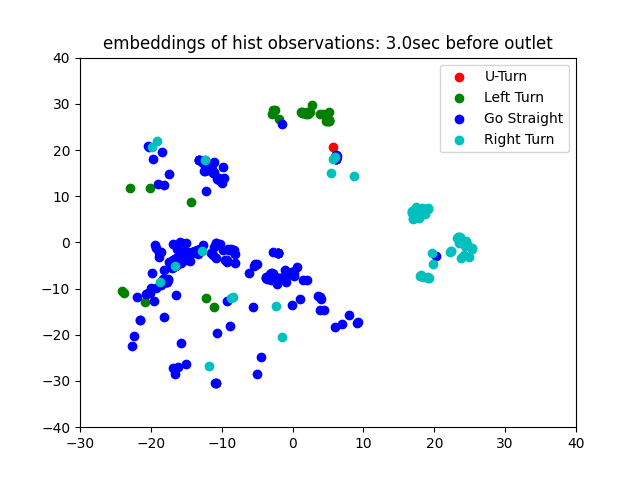 embeddings of hist observations: 3.0sec before outlet
U-Turn
Left Turn
Go Straight
Right Turn
40
30
20
10
0
−10
−20
−30
−40
−30 −20 −10 0 10 20 30 40